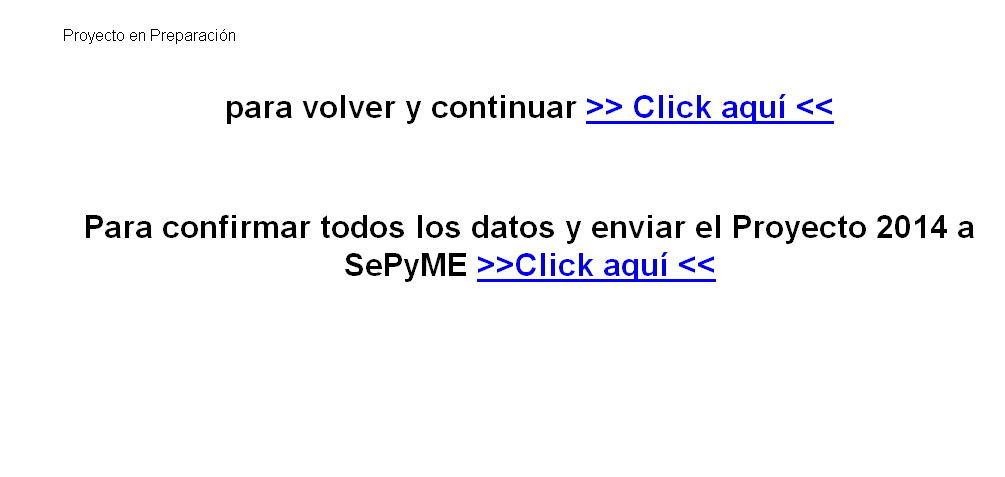 Proyecto en Preparación
para volver y continuar >> Click aquí <<
Para confirmar todos los datos y enviar el Proyecto 2014 a
SePyME >>Click aquí <<